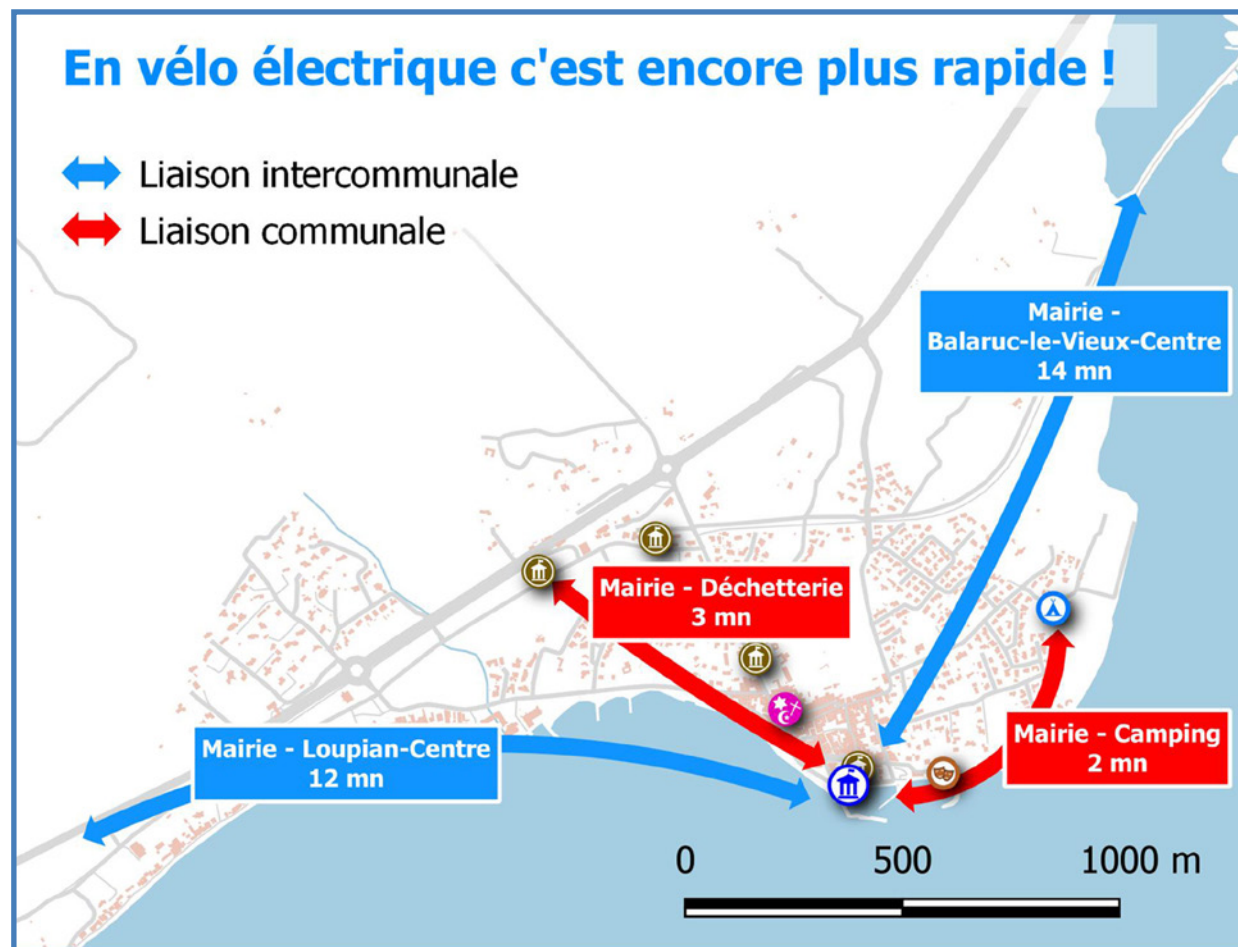 En vélo électrique c'est encore plus rapide !
Liaison intercommunale
Liaison communale
Mairie -
Balaruc-le-Vieux-Centre
14 mn
Mairie - Déchetterie
3 mn
Mairie - Loupian-Centre
12 mn
Mairie - Camping
2 mn
0 500 1000 m